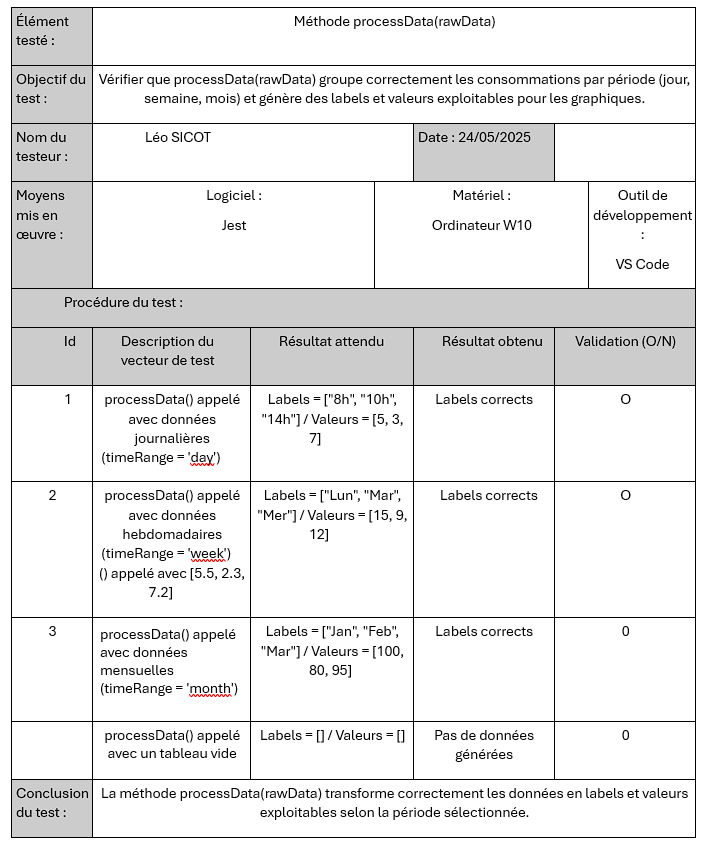 Élément
testé :
Méthode processData(rawData)
Objectif du
test :
Vérifier que processData(rawData) groupe correctement les consommations par période (jour,
semaine, mois) et génère des labels et valeurs exploitables pour les graphiques.
Nom du
testeur :
Léo SICOT
Date : 24/05/2025
Moyens
mis en
œuvre :
Logiciel :
Jest
Matériel :
Ordinateur W10
Outil de
développement
:
VS Code
Procédure du test :
Id
Description du
vecteur de test
Résultat attendu
Résultat obtenu
Validation (O/N)
1
processData() appelé
avec données
journalières
(timeRange = 'day')
Labels = ["8h", "10h",
"14h"] / Valeurs = [5, 3,
7]
Labels corrects
O
2
processData() appelé
avec données
hebdomadaires
(timeRange = 'week')
() appelé avec [5.5, 2.3,
7.2]
Labels = ["Lun", "Mar",
"Mer"] / Valeurs = [15, 9,
12]
Labels corrects
O
3
processData() appelé
avec données
mensuelles
(timeRange = 'month')
Labels = ["Jan", "Feb",
"Mar"] / Valeurs = [100,
80, 95]
Labels corrects
0
processData() appelé
avec un tableau vide
Labels = [] / Valeurs = []
Pas de données
générées
0
Conclusion
du test :
La méthode processData(rawData) transforme correctement les données en labels et valeurs
exploitables selon la période sélectionnée.